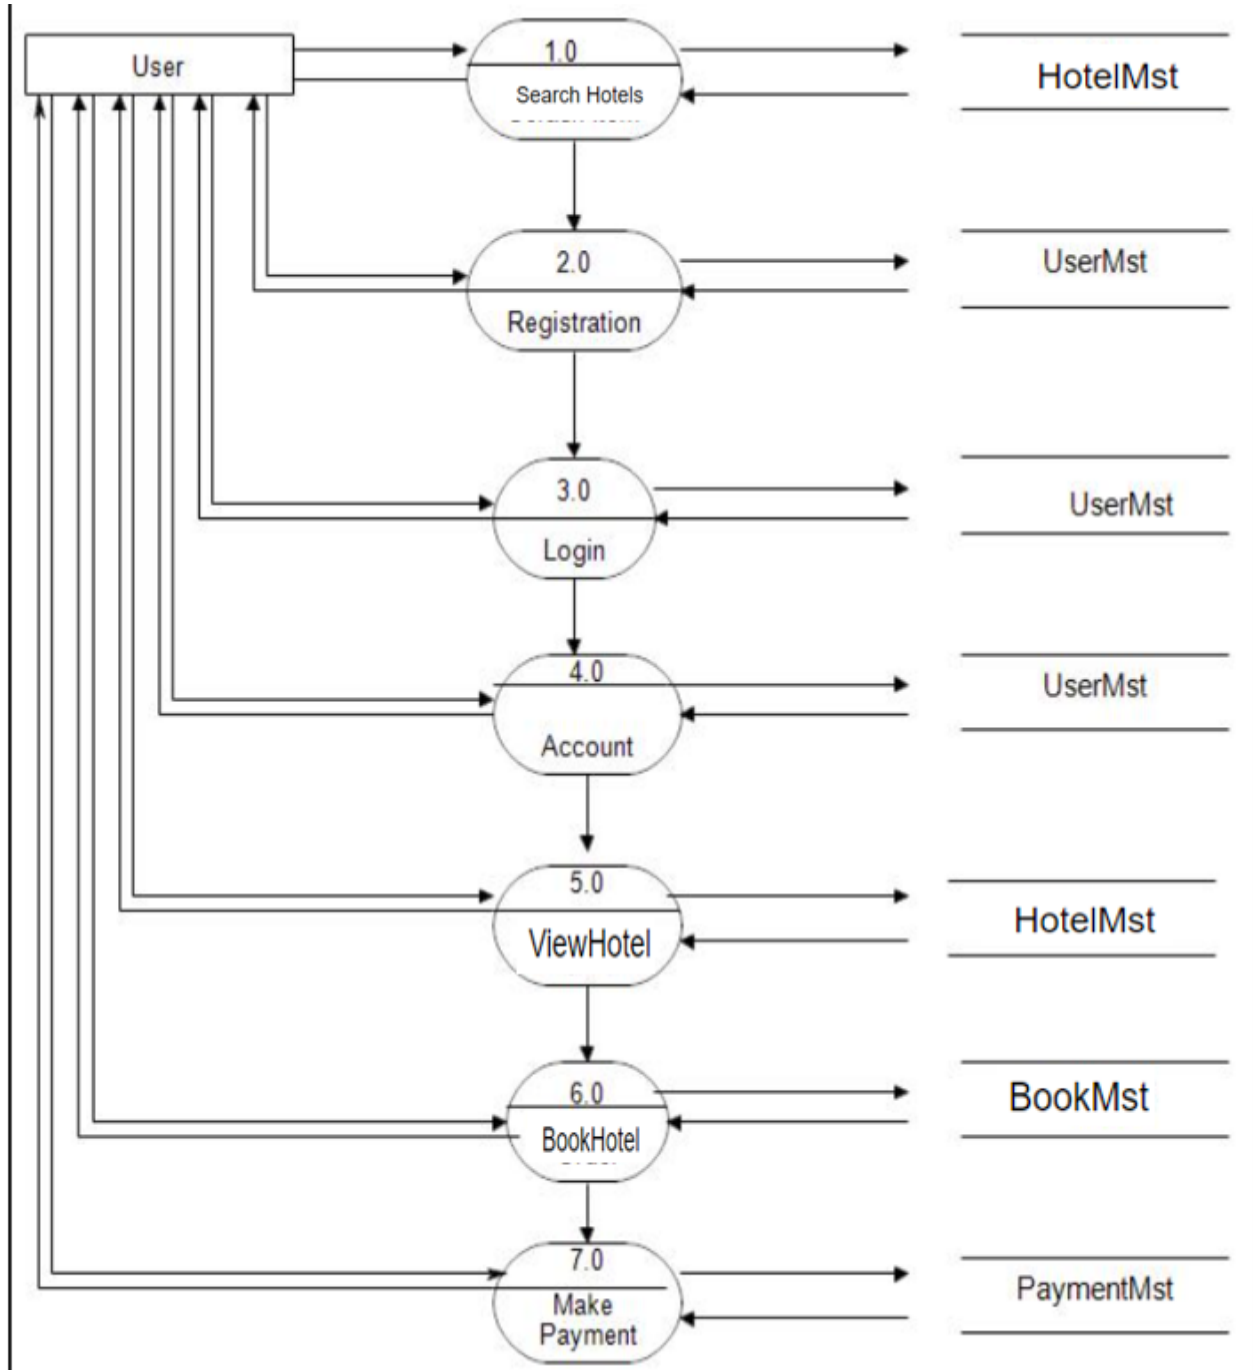 User
1.0
Search Hotels
HotelMst
2.0
Registration
UserMst
3.0
Login
UserMst
4.0
Account
UserMst
5.0
ViewHotel
HotelMst
6.0
BookHotel
BookMst
7.0
Make
Payment
PaymentMst